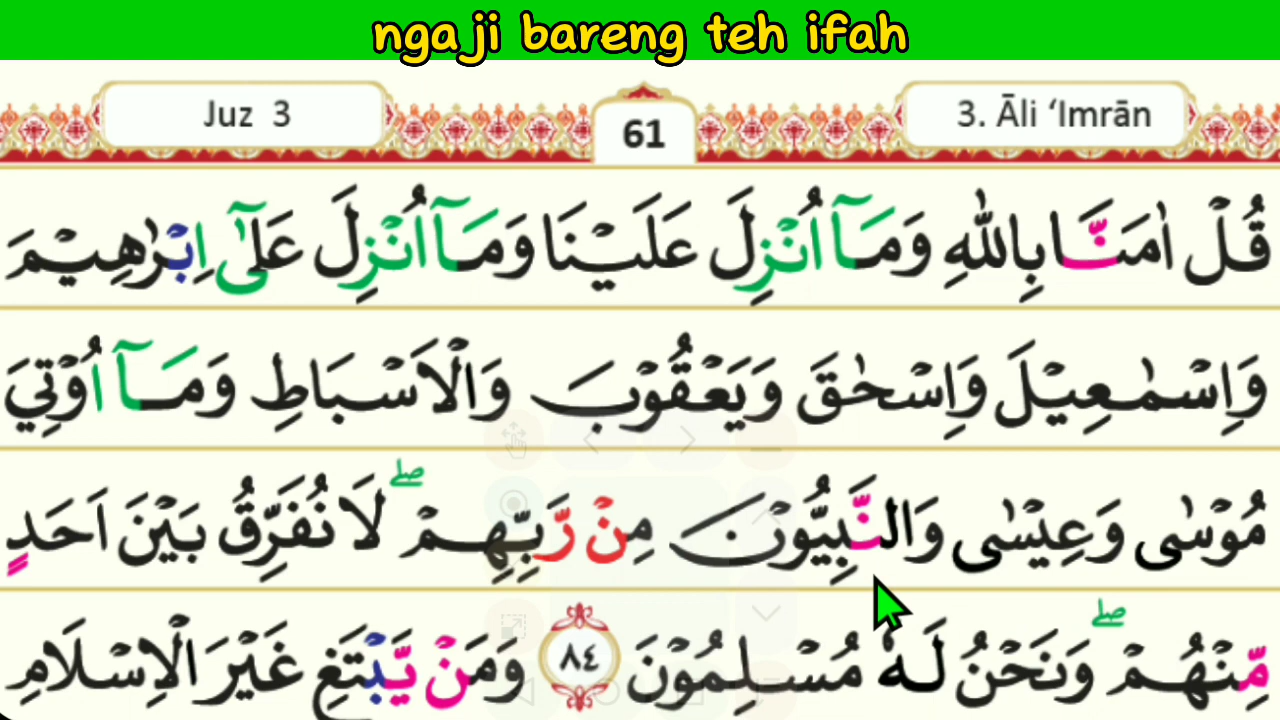 ngaji bareng teh ifah
Juz 3
61
3. Āli ‘Imrān
قُلْ اٰمَنَّا بِاللّٰهِ وَمَآ اُنْزِلَ عَلَيْنَا وَمَآ اُنْزِلَ عَلٰٓى اِبْرٰهِيْمَ
وَاِسْمٰعِيْلَ وَاِسْحٰقَ وَيَعْقُوْبَ وَالْاَسْبَاطِ وَمَآ اُوْتِيَ
مُوْسٰى وَعِيْسٰى وَالنَّبِيُّوْنَ مِنْ رَّبِّهِمْ ۖ لَا نُفَرِّقُ بَيْنَ اَحَدٍ
مِّنْهُمْ ۖ وَنَحْنُ لَهٗ مُسْلِمُوْنَ ٨٤ وَمَنْ يَّبْتَغِ غَيْرَ الْاِسْلَامِ